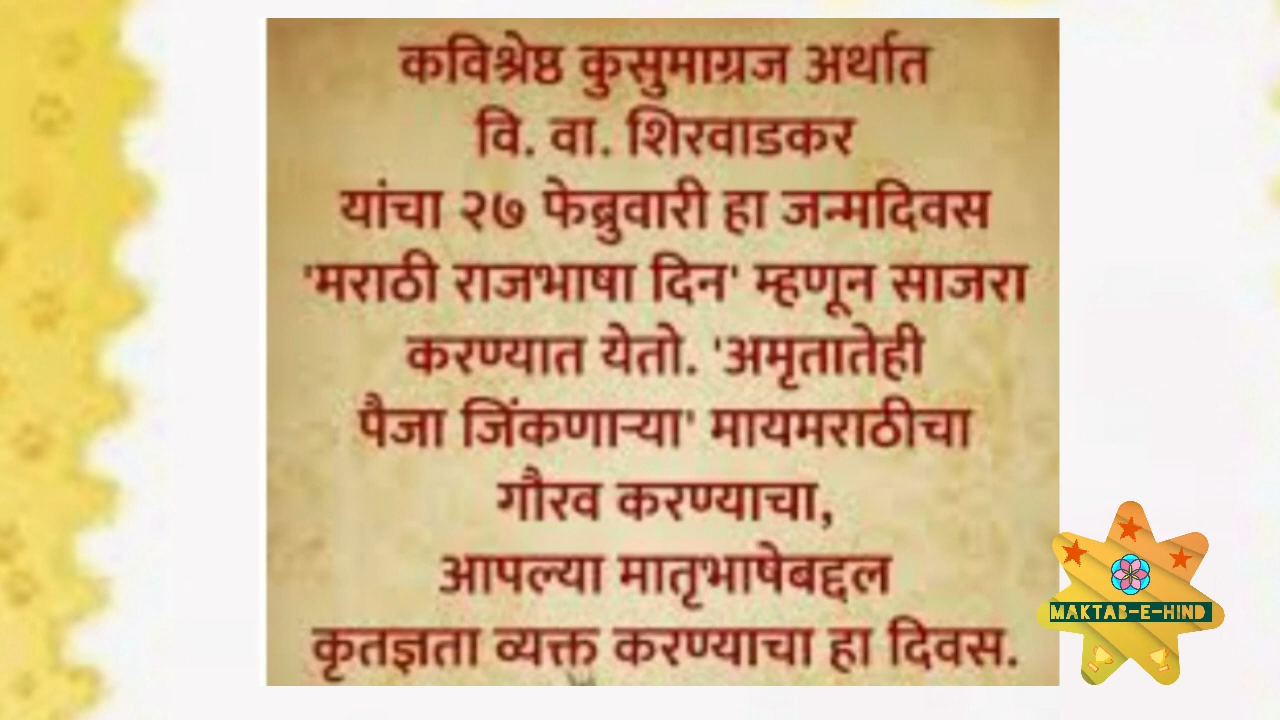 कविश्रेष्ठ कुसुमाग्रज अर्थात
वि. वा. शिरवाडकर
यांचा २७ फेब्रुवारी हा जन्मदिवस
'मराठी राजभाषा दिन' म्हणून साजरा
करण्यात येतो. 'अमृतातेही
पैजा जिंकणाऱ्या' मायमराठीचा
गौरव करण्याचा,
आपल्या मातृभाषेबद्दल
कृतज्ञता व्यक्त करण्याचा हा दिवस.
MAKTAB-E-HIND